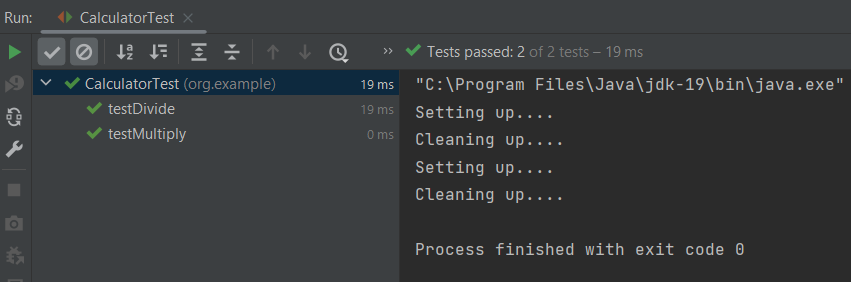 Run: CalculatorTest
Tests passed: 2 of 2 tests – 19 ms
CalculatorTest (org.example) 19 ms
testDivide 19 ms
testMultiply 0 ms
"C:\Program Files\Java\jdk-19\bin\java.exe"
Setting up....
Cleaning up....
Setting up....
Cleaning up....
Process finished with exit code 0